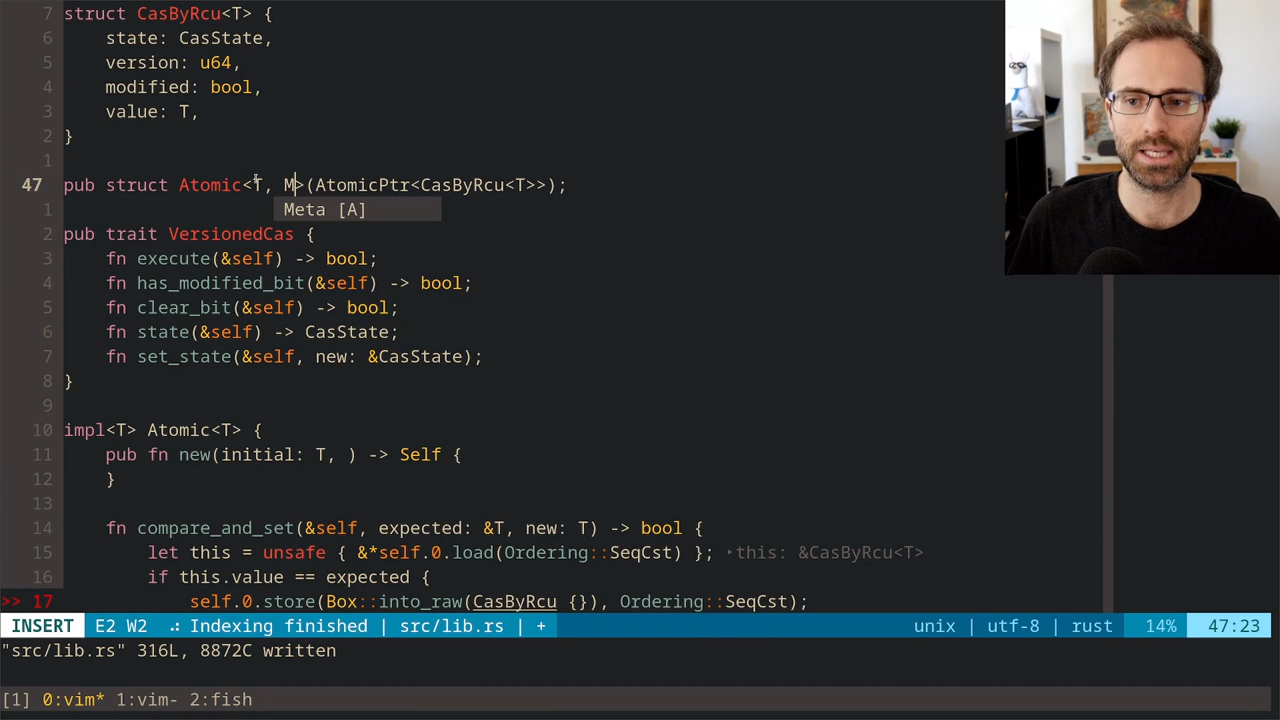 7 struct CasByRcu<T> {
6 state: CasState,
5 version: u64,
4 modified: bool,
3 value: T,
2 }
1
47 pub struct Atomic<T, M>(AtomicPtr<CasByRcu<T>>);
1 Meta [A]
2 pub trait VersionedCas {
3 fn execute(&self) -> bool;
4 fn has_modified_bit(&self) -> bool;
5 fn clear_bit(&self) -> bool;
6 fn state(&self) -> CasState;
7 fn set_state(&self, new: &CasState);
8 }
9
10 impl<T> Atomic<T> {
11 pub fn new(initial: T, ) -> Self {
12 }
13
14 fn compare_and_set(&self, expected: &T, new: T) -> bool {
15 let this = unsafe { &*self.0.load(Ordering::SeqCst) }; ‣this: &CasByRcu<T>
16 if this.value == expected {
>> 17 self.0.store(Box::into_raw(CasByRcu {}), Ordering::SeqCst);
INSERT E2 W2 .: Indexing finished | src/lib.rs | + unix | utf-8 | rust 14% 47:23
"src/lib.rs" 316L, 8872C written
[1] 0:vim* 1:vim- 2:fish